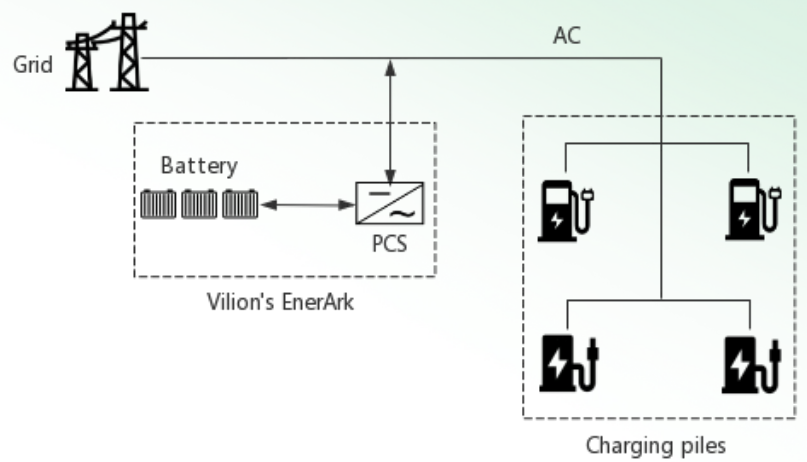 AC
Grid
Battery
PCS
Vilion's EnerArk
Charging piles